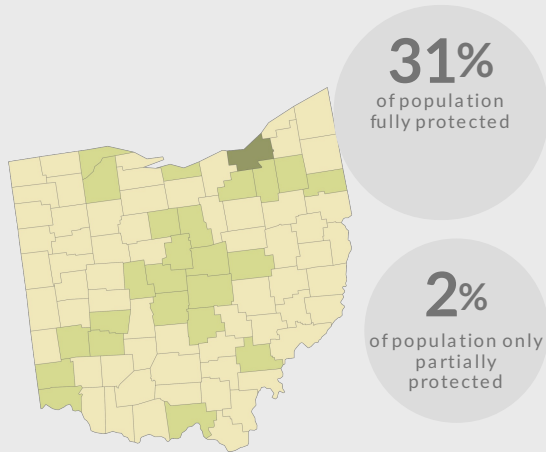 31%
of population
fully protected
2%
of population only
partially
protected